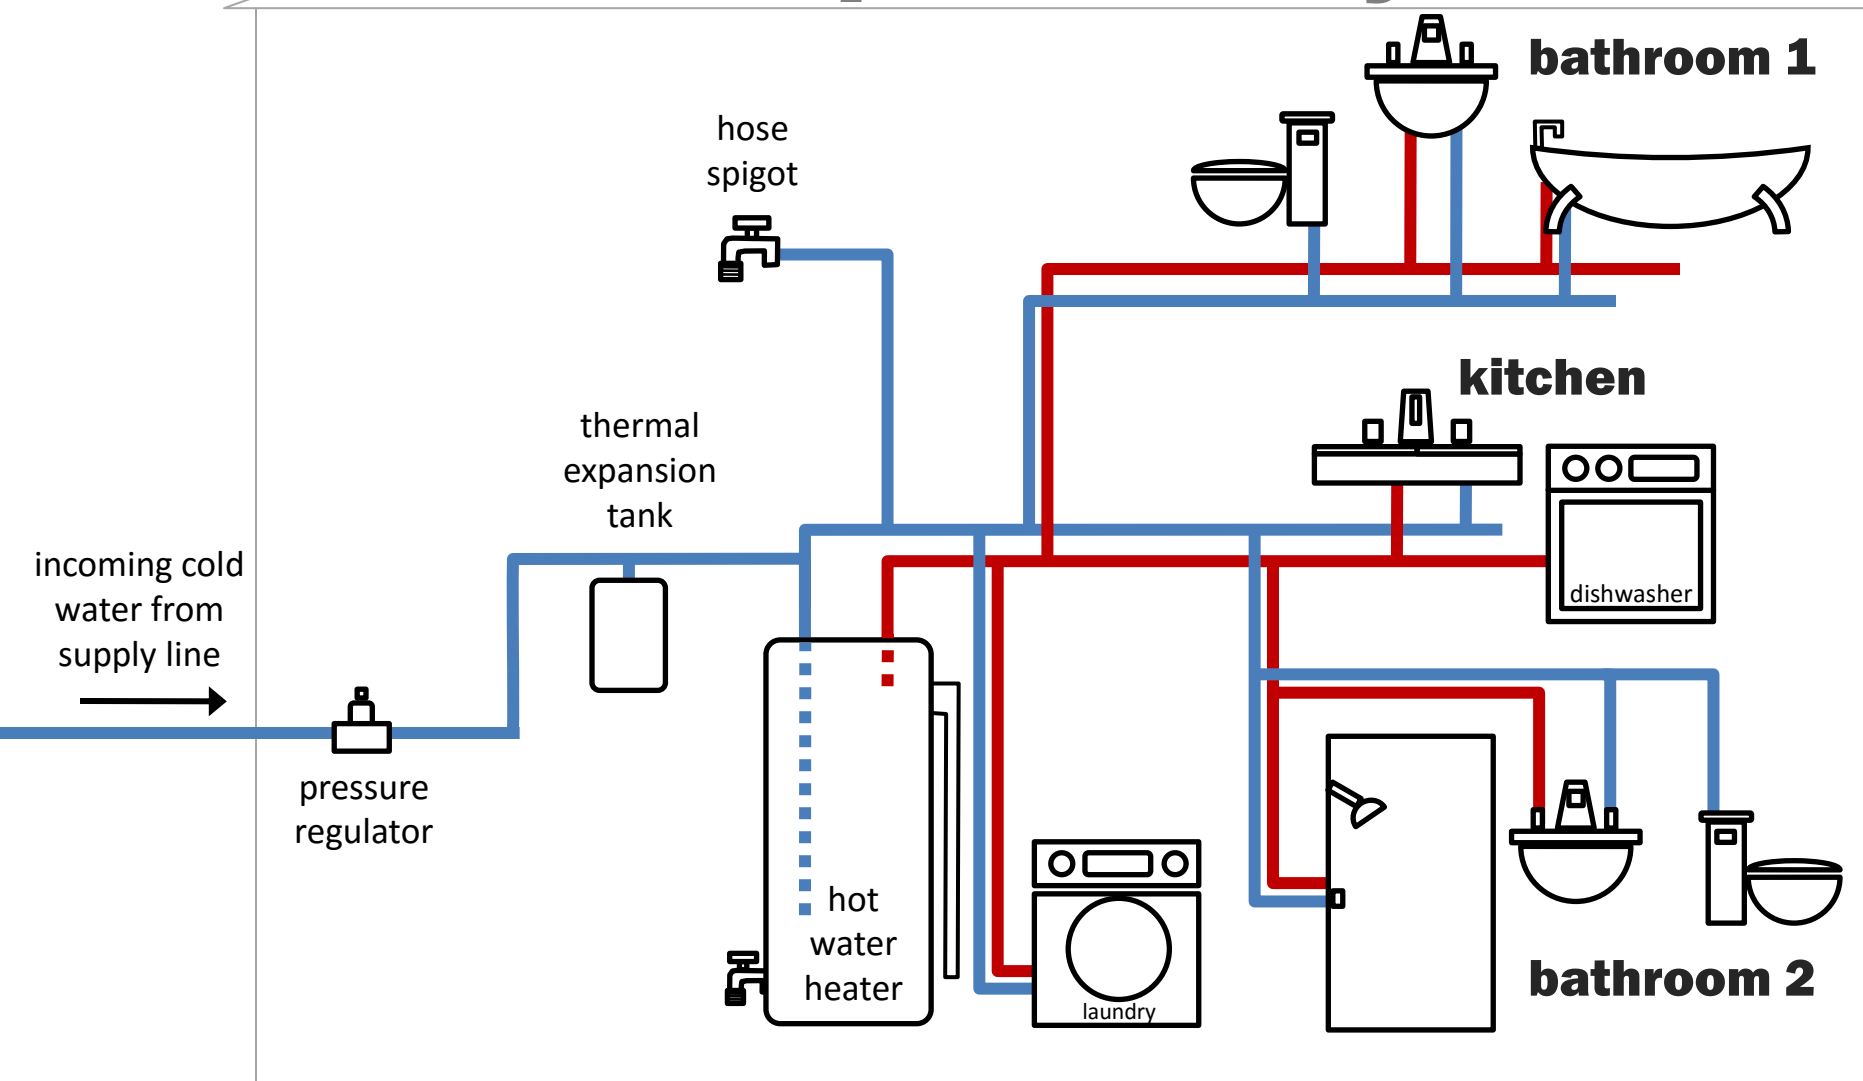 bathroom 1
hose
spigot
kitchen
thermal
expansion
tank
incoming cold
water from
supply line
dishwasher
pressure
regulator
hot
water
heater
laundry
bathroom 2